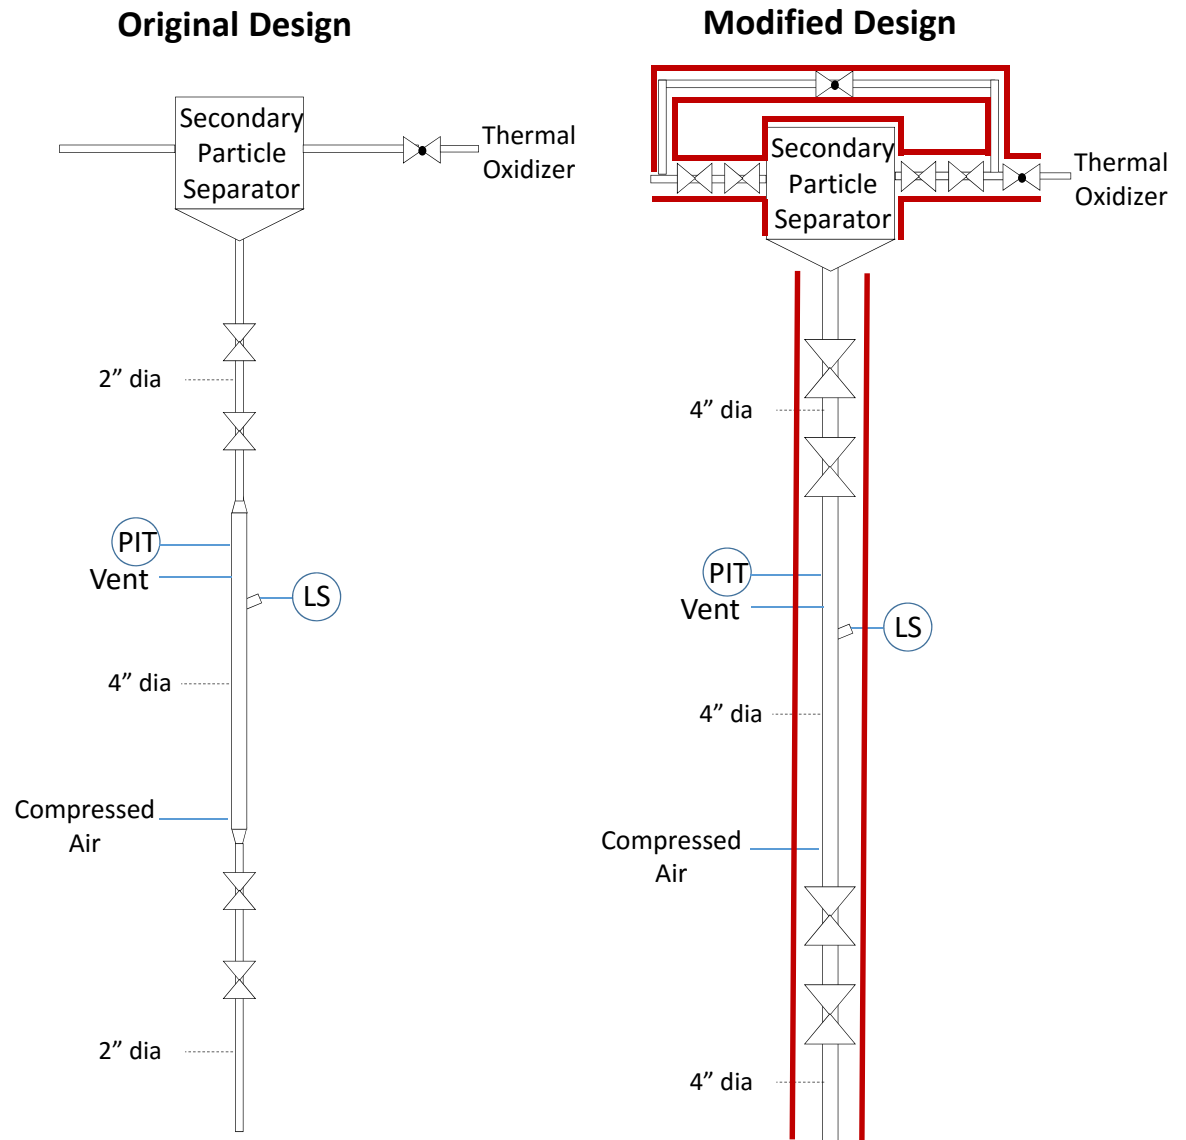 Original Design
Secondary
Particle
Separator
Thermal
Oxidizer
2” dia
PIT
Vent
LS
4” dia
Compressed
Air
2” dia
Modified Design
Secondary
Particle
Separator
Thermal
Oxidizer
4” dia
PIT
Vent
LS
4” dia
Compressed
Air
4” dia